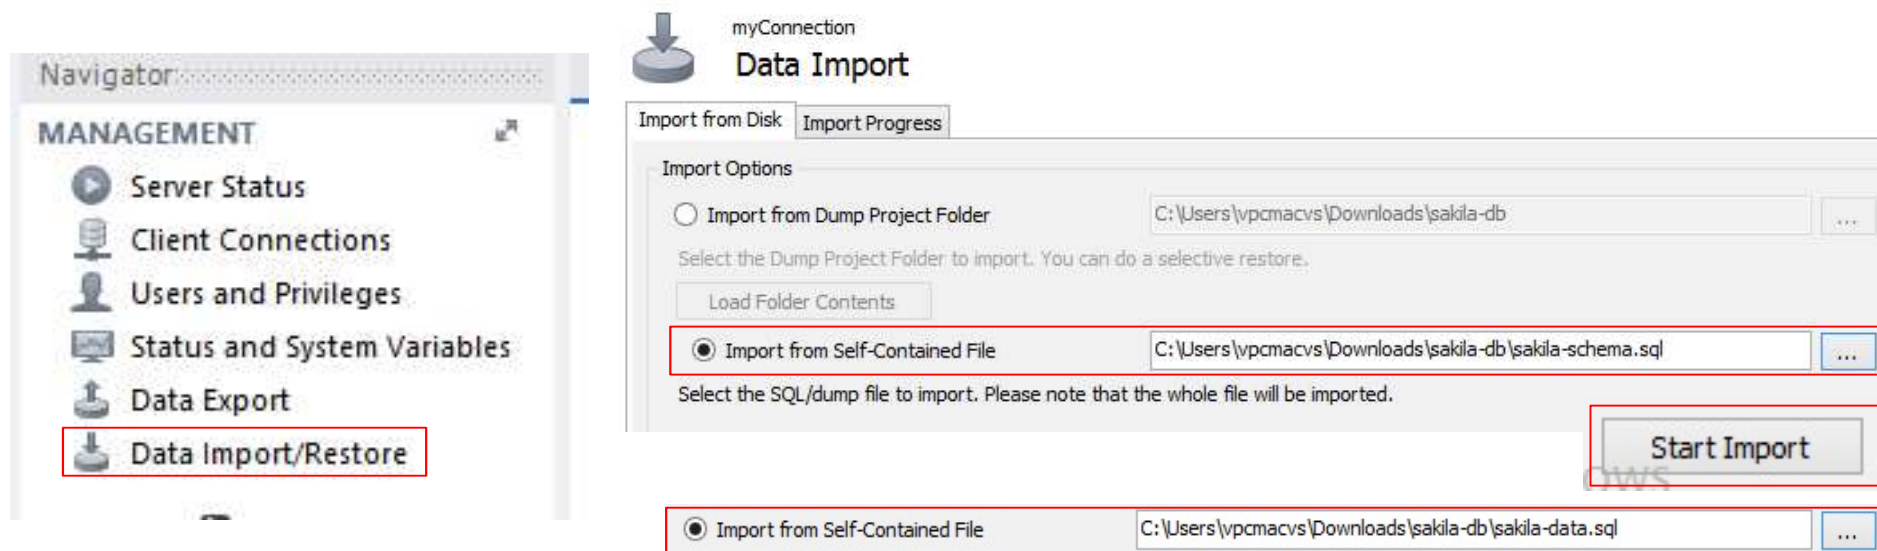 Navigator
MANAGEMENT
Server Status
Client Connections
Users and Privileges
Status and System Variables
Data Export
Data Import/Restore
myConnection
Data Import
Import from Disk
Import Progress
Import Options
Import from Dump Project Folder
C:\Users\vpcmacvs\Downloads\sakila-db
...
Select the Dump Project Folder to import. You can do a selective restore.
Load Folder Contents
Import from Self-Contained File
C:\Users\vpcmacvs\Downloads\sakila-db\sakila-schema.sql
...
Select the SQL/dump file to import. Please note that the whole file will be imported.
Start Import
ows
Import from Self-Contained File
C:\Users\vpcmacvs\Downloads\sakila-db\sakila-data.sql
...